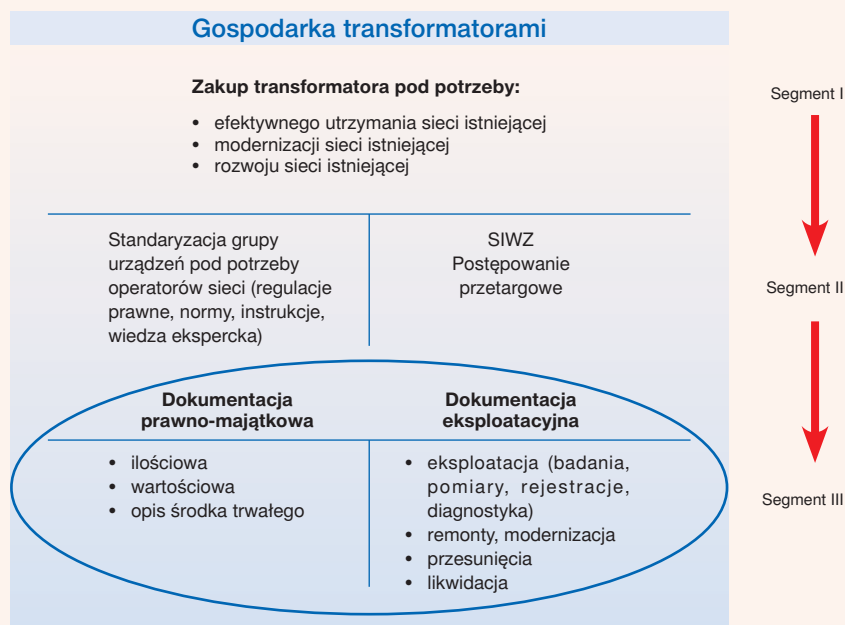 Gospodarka transformatorami
Zakup transformatora pod potrzeby:
• efektywnego utrzymania sieci istniejącej
• modernizacji sieci istniejącej
• rozwoju sieci istniejącej
Segment I
Standaryzacja grupy
urządzeń pod potrzeby
operatorów sieci (regulacje
prawne, normy, instrukcje,
wiedza ekspercka)
SIWZ
Postępowanie
przetargowe
Segment II
Dokumentacja
prawno-majątkowa
• ilościowa
• wartościowa
• opis środka trwałego
Dokumentacja
eksploatacyjna
• eksploatacja (badania,
pomiary, rejestracje,
diagnostyka)
• remonty, modernizacja
• przesunięcia
• likwidacja
Segment III